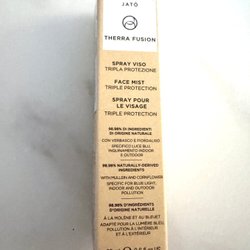 JATÓ
THERRA FUSION
SPRAY VISO
TRIPLA PROTEZIONE
FACE MIST
TRIPLE PROTECTION
SPRAY POUR
LE VISAGE
TRIPLE PROTECTION
98.98% DI INGREDIENTI
DI ORIGINE NATURALE
CON VERBASCO E FIORDALISO
SPECIFICO LUCE BLU,
INQUINAMENTO INDOOR
E OUTDOOR
98.98% NATURALLY-DERIVED
INGREDIENTS
WITH MULLEIN AND CORNFLOWER
SPECIFIC FOR BLUE LIGHT,
INDOOR AND OUTDOOR
POLLUTION
98.98% D'INGRÉDIENTS
D'ORIGINE NATURELLE
À LA MOLÈNE ET AU BLEUET
ADAPTÉ POUR LA LUMIÈRE BLEUE
ET POLLUTION À L'INTÉRIEUR
ET À L'EXTÉRIEUR